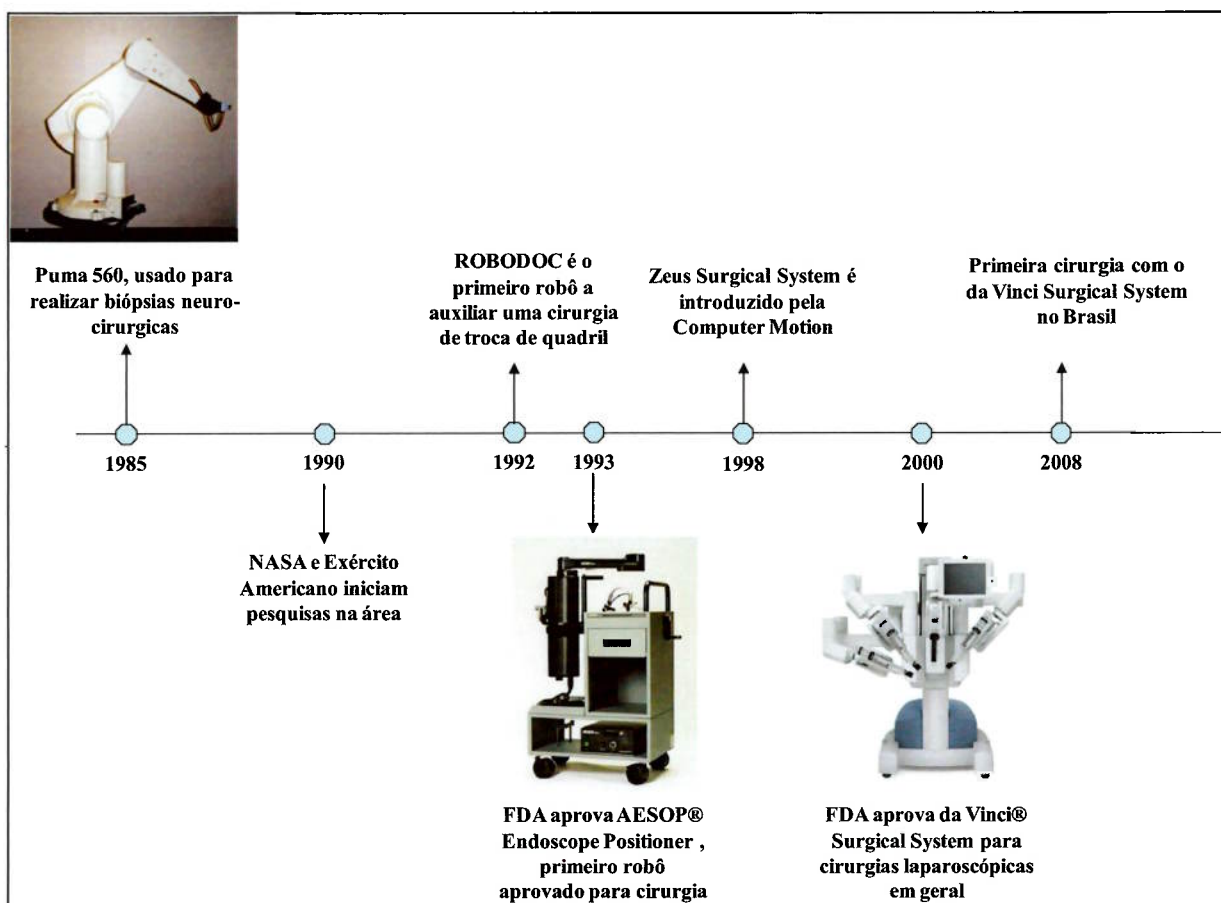 Puma 560, usado para
realizar biópsias neuro-
cirurgicas
ROBODOC é o
primeiro robô a
auxiliar uma cirurgia
de troca de quadril
Zeus Surgical System é
introduzido pela
Computer Motion
Primeira cirurgia com o
da Vinci Surgical System
no Brasil
1985
1990
1992
1993
1998
2000
2008
NASA e Exército
Americano iniciam
pesquisas na área
FDA aprova AESOP®
Endoscope Positioner ,
primeiro robô
aprovado para cirurgia
FDA aprova da Vinci®
Surgical System para
cirurgias laparoscópicas
em geral